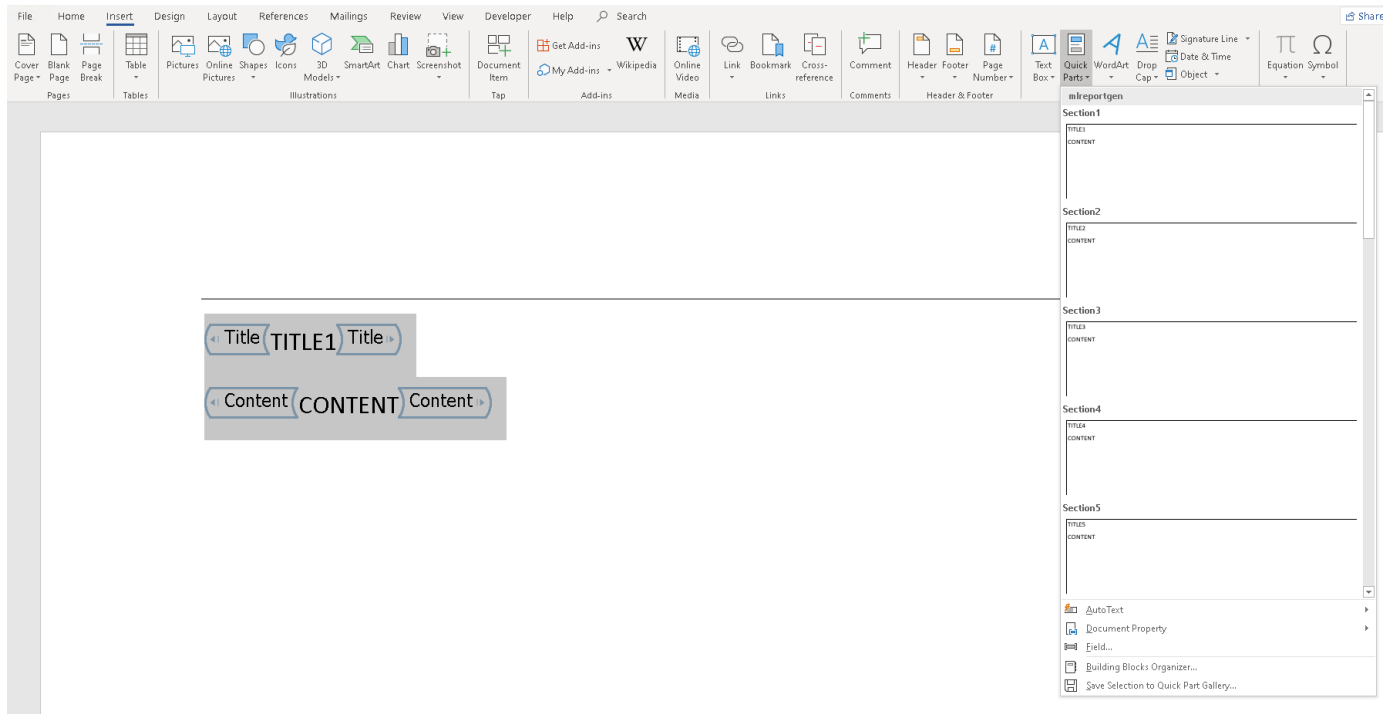 File Home Insert Design Layout References Mailings Review View Developer Help Search Share
Cover Page Blank Page Page Break Table Pictures Online Pictures Shapes Icons 3D Models SmartArt Chart Screenshot Document Item Get Add-ins My Add-ins Wikipedia Online Video Link Bookmark Cross-reference Comment Header Footer Page Number Text Box Quick Parts WordArt Drop Cap Signature Line Date & Time Object Equation Symbol
Pages Tables Illustrations Tap Add-ins Media Links Comments Header & Footer
Title TITLE1 Title
Content CONTENT Content
mlreportgen
Section1
TITLE1
CONTENT
Section2
TITLE2
CONTENT
Section3
TITLE3
CONTENT
Section4
TITLE4
CONTENT
Section5
TITLE5
CONTENT
AutoText
Document Property
Field...
Building Blocks Organizer...
Save Selection to Quick Part Gallery...